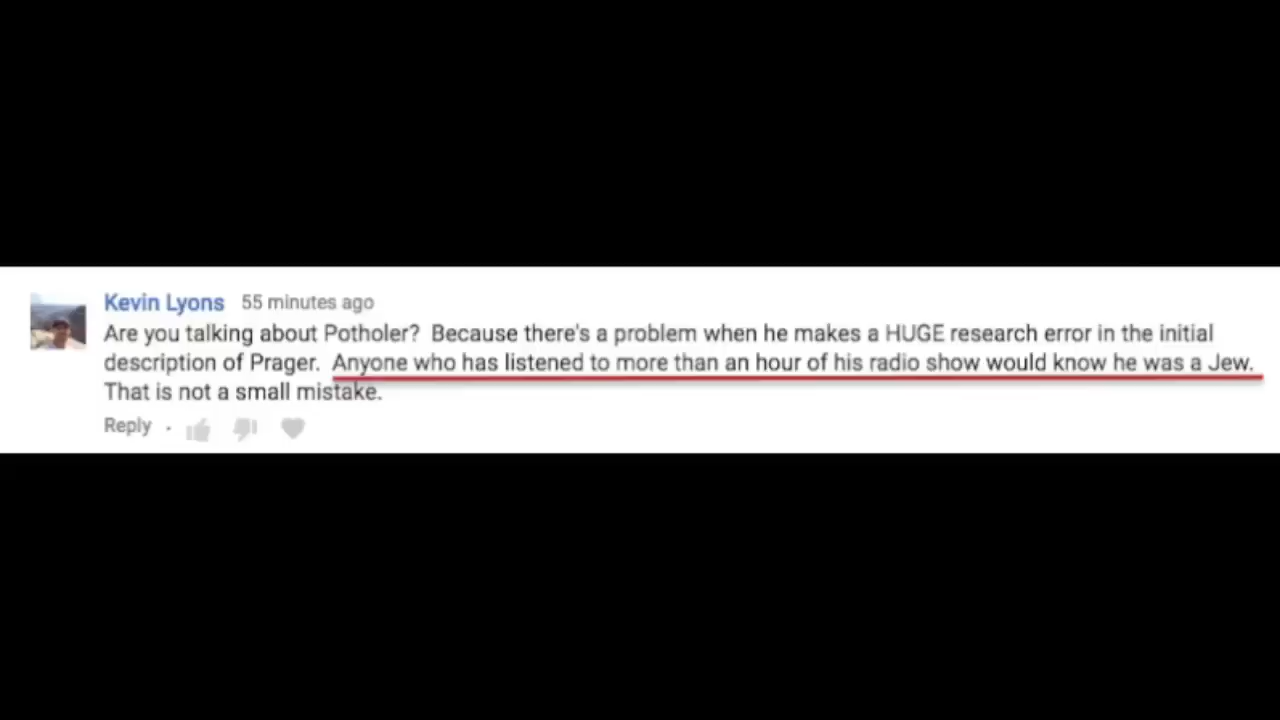 Kevin Lyons 55 minutes ago
Are you talking about Potholer? Because there's a problem when he makes a HUGE research error in the initial
description of Prager. Anyone who has listened to more than an hour of his radio show would know he was a Jew.
That is not a small mistake.
Reply